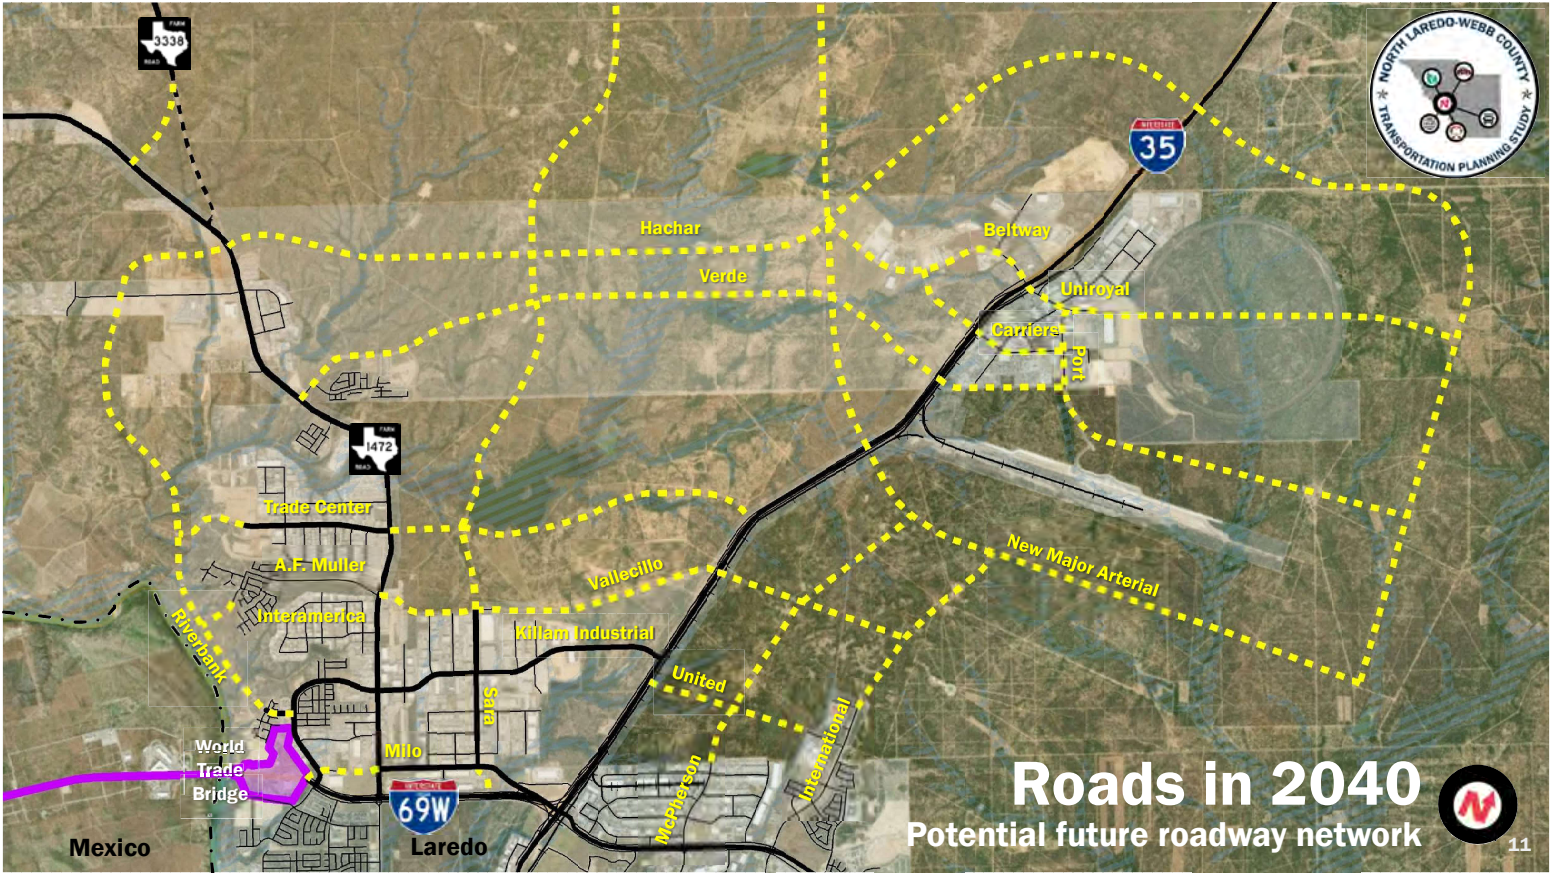 FARM
3338
ROAD
NORTH LAREDO-WEBB COUNTY
TRANSPORTATION PLANNING STUDY
INTERSTATE
35
Hachar
Beltway
Verde
Uniroyal
Carriers
Port
FARM
1472
ROAD
Trade Center
A.F. Muller
Vallecillo
New Major Arterial
Interamerica
Riverbank
Killam Industrial
United
Sara
International
World
Trade
Bridge
Milo
INTERSTATE
69W
McPherson
Mexico
Laredo
Roads in 2040
Potential future roadway network
N
11